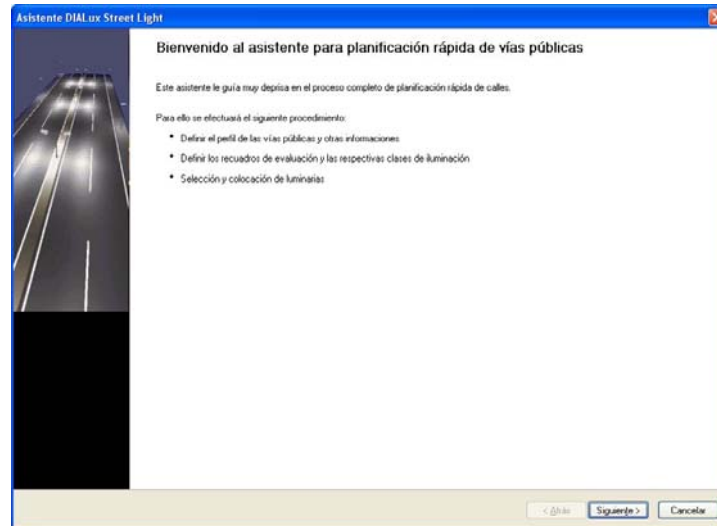 Asistente DIALux Street Light
Bienvenido al asistente para planificación rápida de vías públicas
Este asistente le guía muy deprisa en el proceso completo de planificación rápida de calles.
Para ello se efectuará el siguiente procedimiento:
• Definir el perfil de las vías públicas y otras informaciones
• Definir los recuadros de evaluación y las respectivas clases de iluminación
• Selección y colocación de luminarias
< Atrás Siguiente > Cancelar